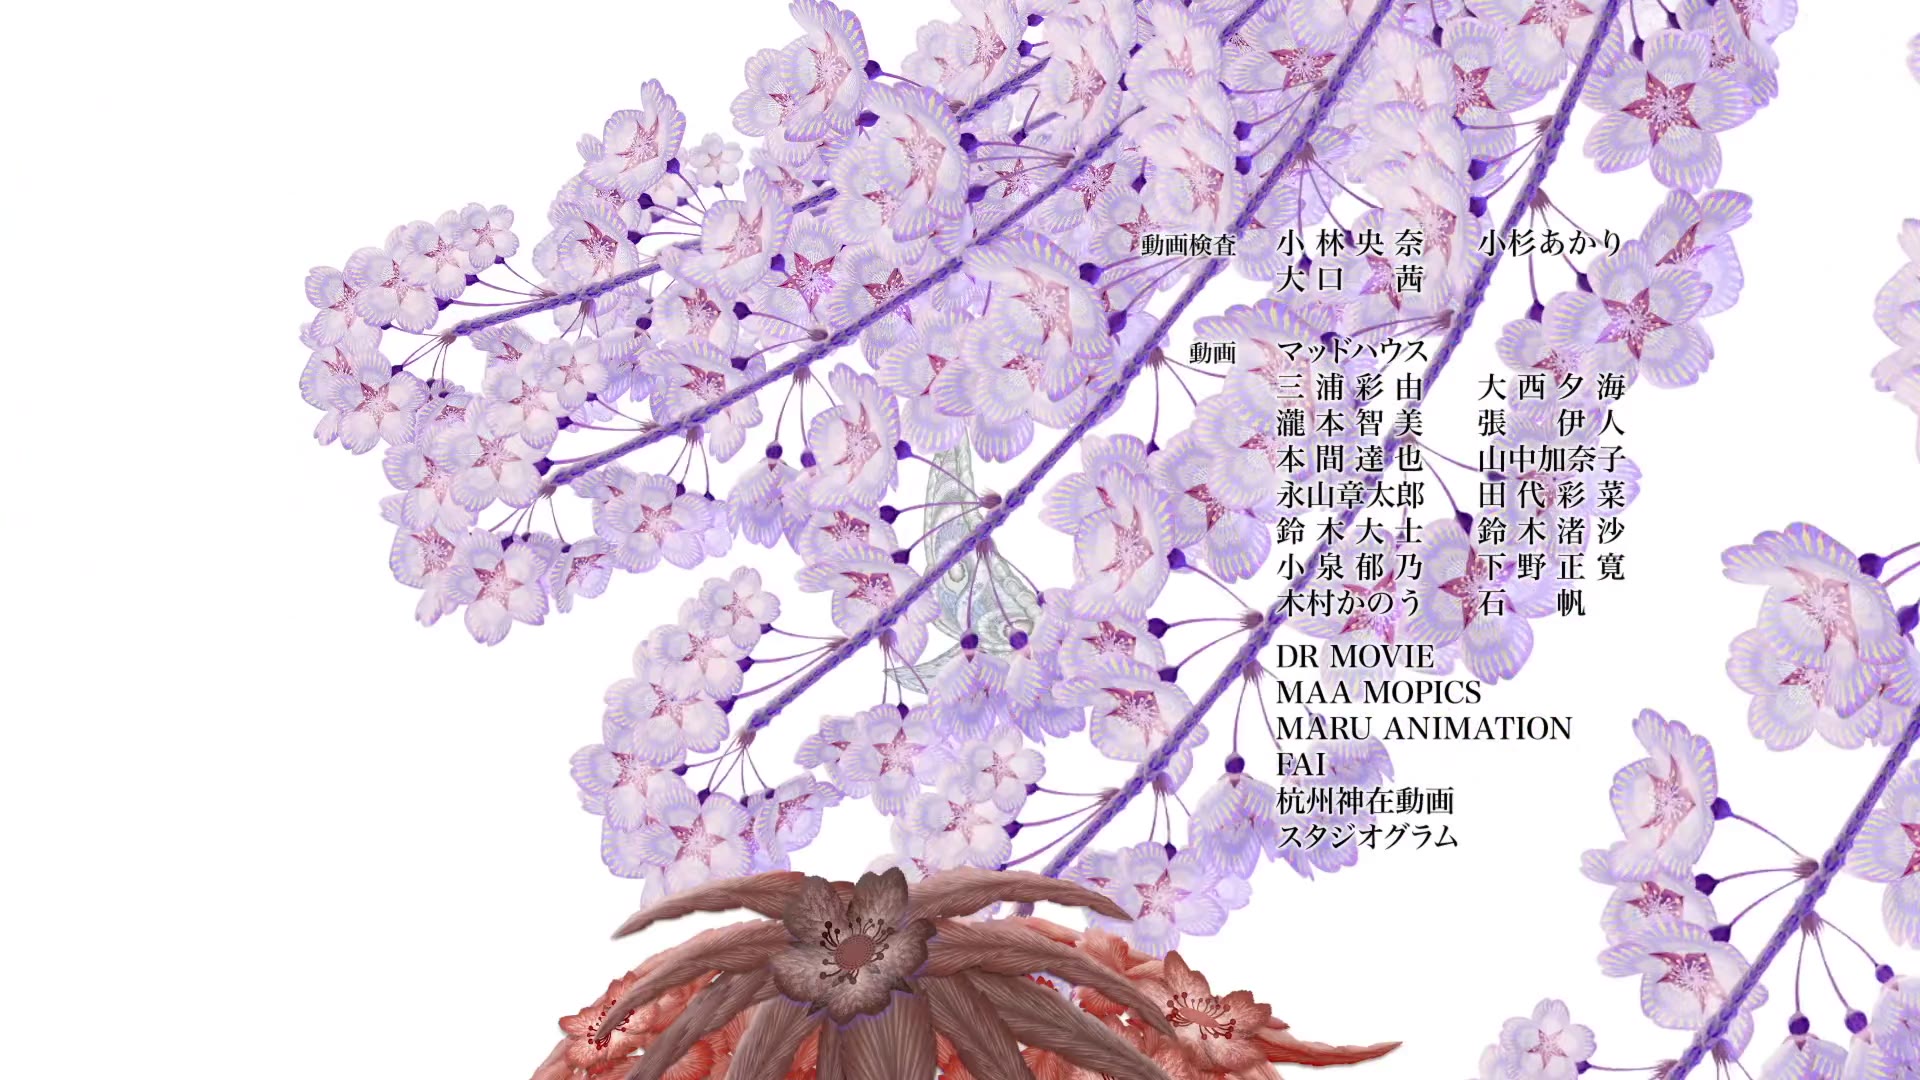 動画検査 小林央奈 小杉あかり
大口 茜
動画 マッドハウス
三浦彩由 大西夕海
瀧本智美 張 伊人
本間達也 山中加奈子
永山章太郎 田代彩菜
鈴木大士 鈴木渚沙
小泉郁乃 下野正寛
木村かのう 石 帆
DR MOVIE
MAA MOPICS
MARU ANIMATION
FAI
杭州神在動画
スタジオグラム